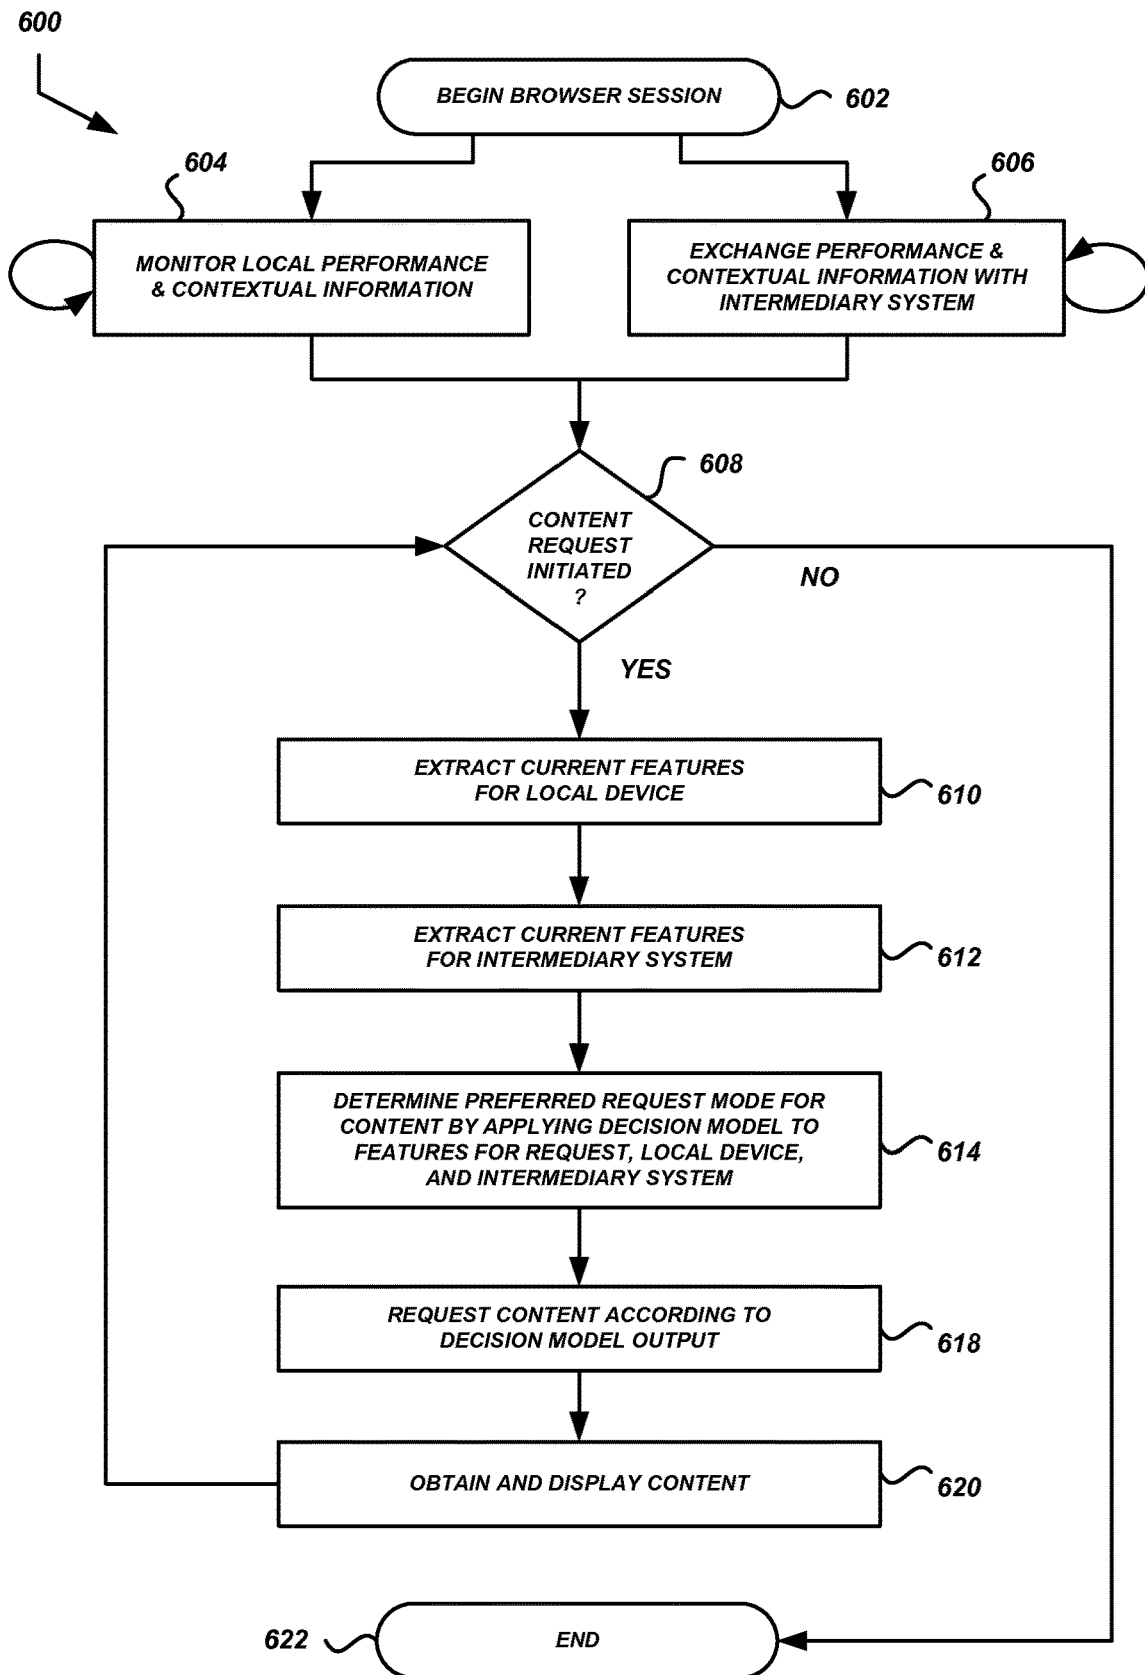 600
BEGIN BROWSER SESSION
602
604
606
MONITOR LOCAL PERFORMANCE
& CONTEXTUAL INFORMATION
EXCHANGE PERFORMANCE &
CONTEXTUAL INFORMATION WITH
INTERMEDIARY SYSTEM
608
CONTENT
REQUEST
INITIATED
?
NO
YES
EXTRACT CURRENT FEATURES
FOR LOCAL DEVICE
610
EXTRACT CURRENT FEATURES
FOR INTERMEDIARY SYSTEM
612
DETERMINE PREFERRED REQUEST MODE FOR
CONTENT BY APPLYING DECISION MODEL TO
FEATURES FOR REQUEST, LOCAL DEVICE,
AND INTERMEDIARY SYSTEM
614
REQUEST CONTENT ACCORDING TO
DECISION MODEL OUTPUT
618
OBTAIN AND DISPLAY CONTENT
620
622
END